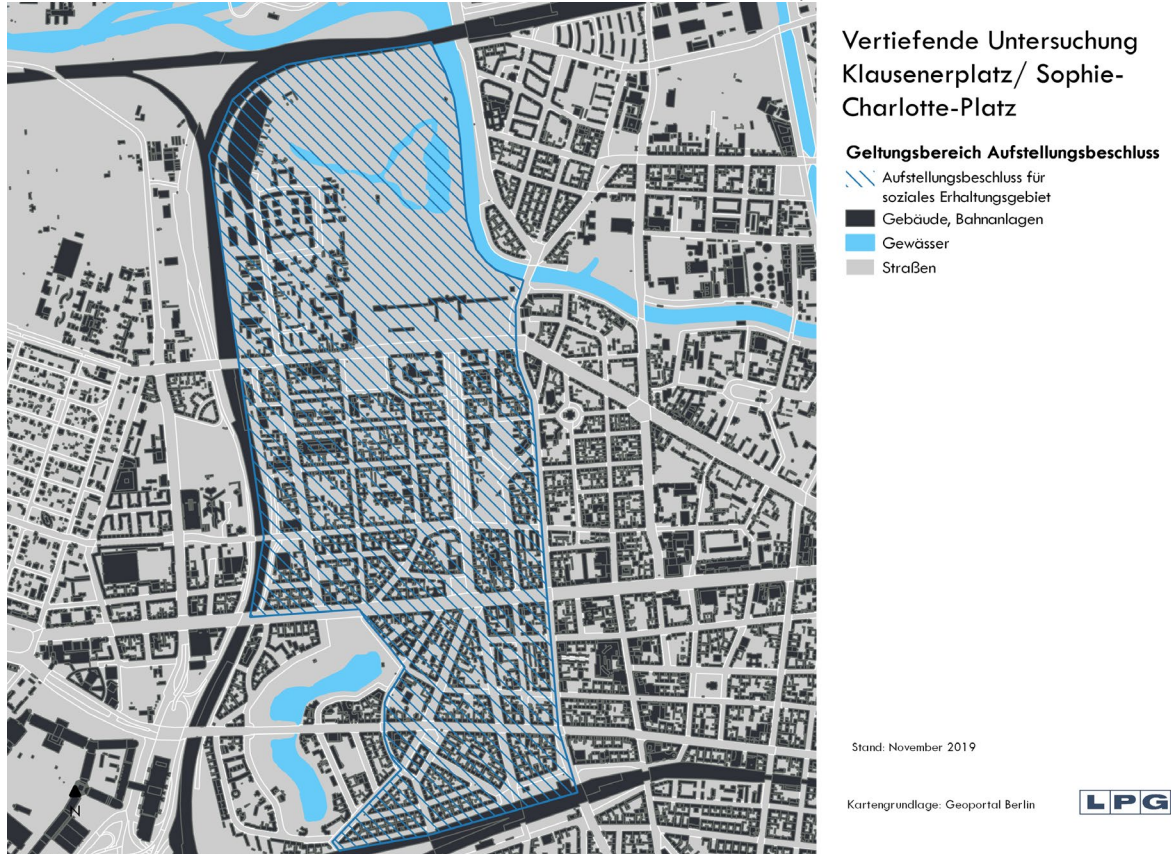 Vertiefende Untersuchung
Klausenerplatz/ Sophie-
Charlotte-Platz
Geltungsbereich Aufstellungsbeschluss
Aufstellungsbeschluss für
soziales Erhaltungsgebiet
Gebäude, Bahnanlagen
Gewässer
Straßen
N
Stand: November 2019
Kartengrundlage: Geoportal Berlin
LPG